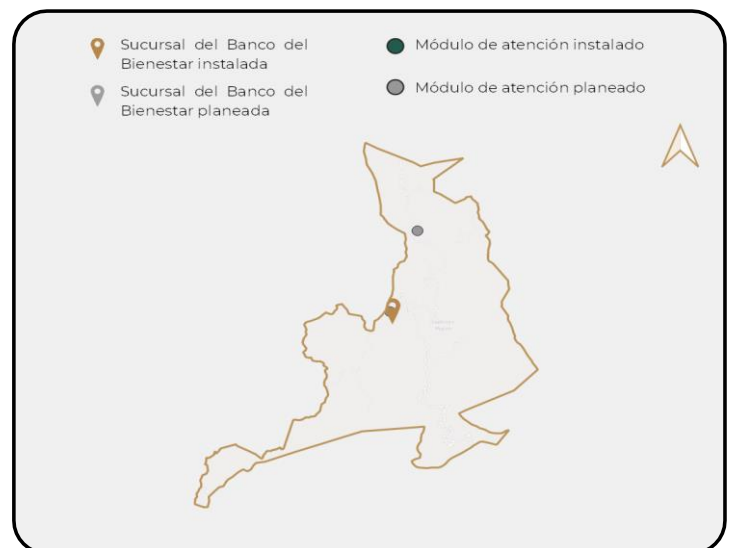 Sucursal del Banco del
Bienestar instalada
Sucursal del Banco del
Bienestar planeada
Módulo de atención instalado
Módulo de atención planeado